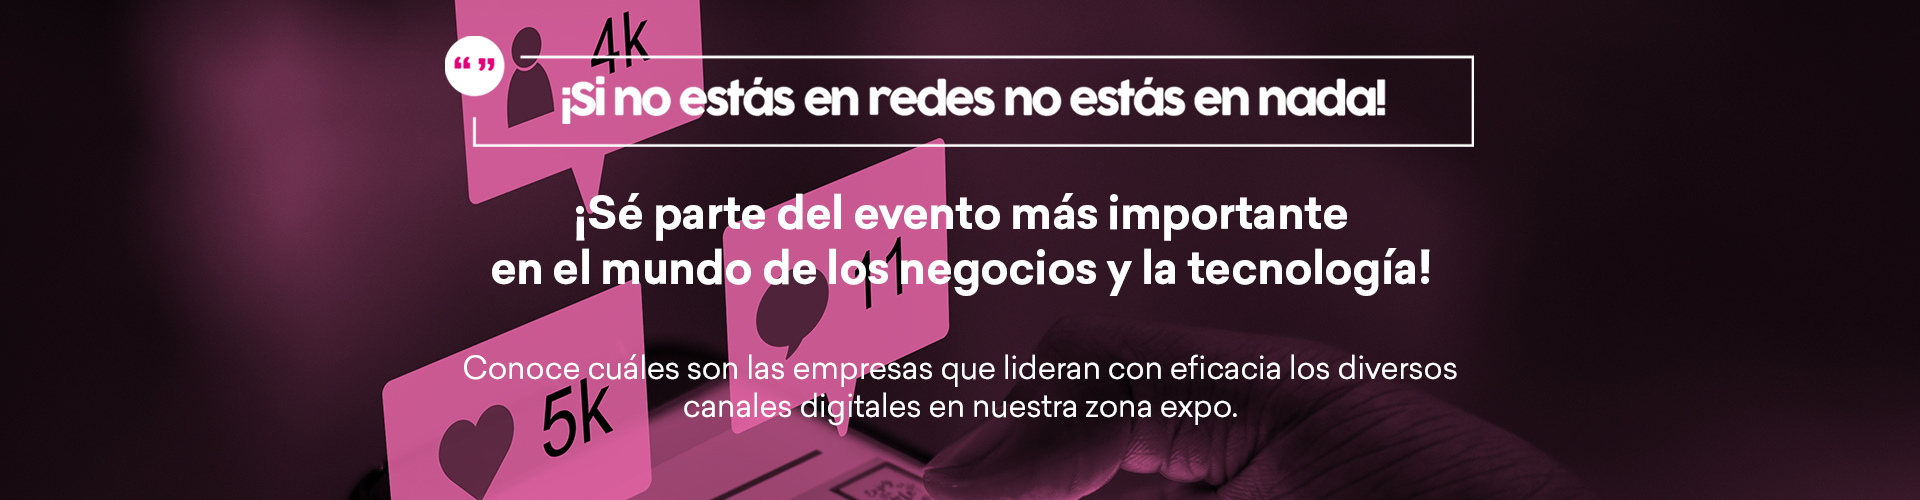 4k
“ ”
¡Si no estás en redes no estás en nada!
¡Sé parte del evento más importante
en el mundo de los negocios y la tecnología!
11
Conoce cuáles son las empresas que lideran con eficacia los diversos
canales digitales en nuestra zona expo.
5k